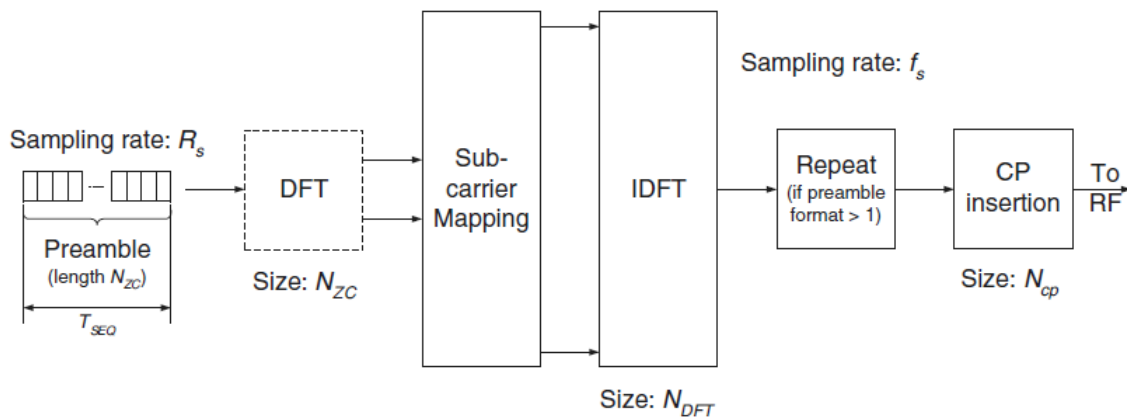 Sampling rate: R_s
Preamble
(length N_ZC)
T_SEQ
DFT
Size: N_ZC
Sub-
carrier
Mapping
IDFT
Size: N_DFT
Sampling rate: f_s
Repeat
(if preamble
format > 1)
CP
insertion
Size: N_cp
To
RF